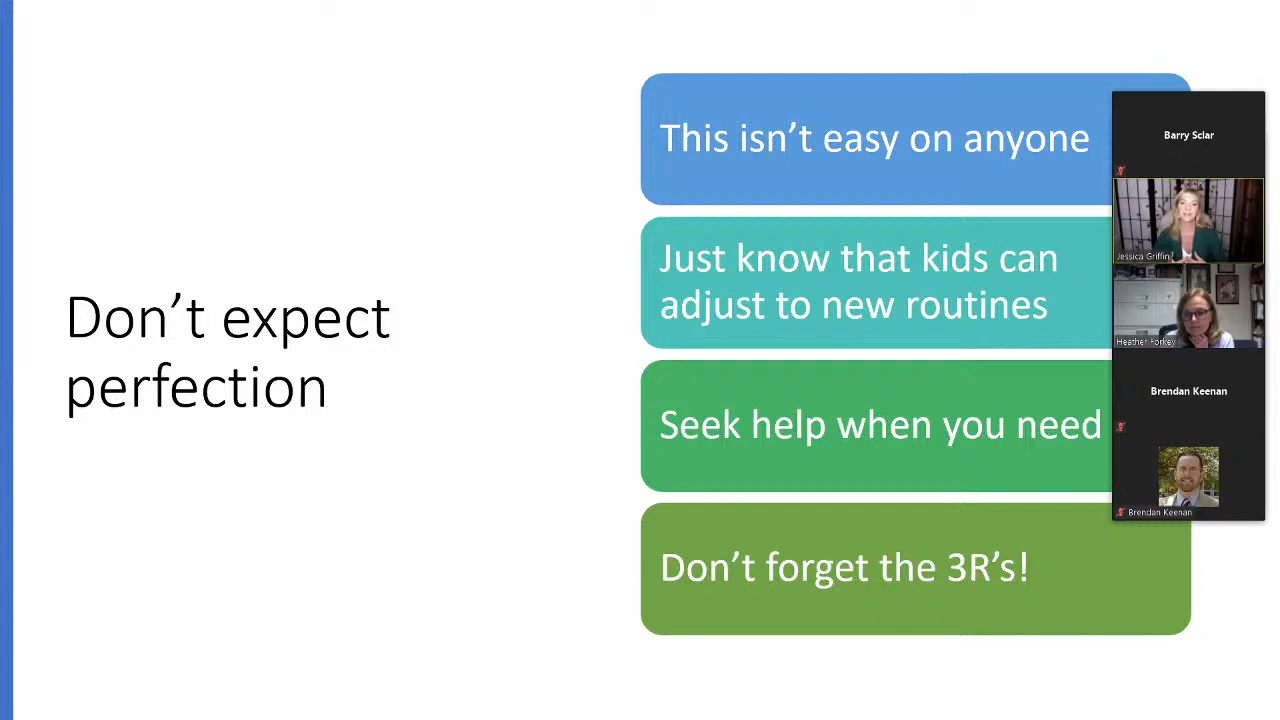 Don't expect
perfection
This isn't easy on anyone
Just know that kids can
adjust to new routines
Seek help when you need
Don't forget the 3R's!
Barry Sclar
Jessica Griffin
Heather Forkey
Brendan Keenan
Brendan Keenan